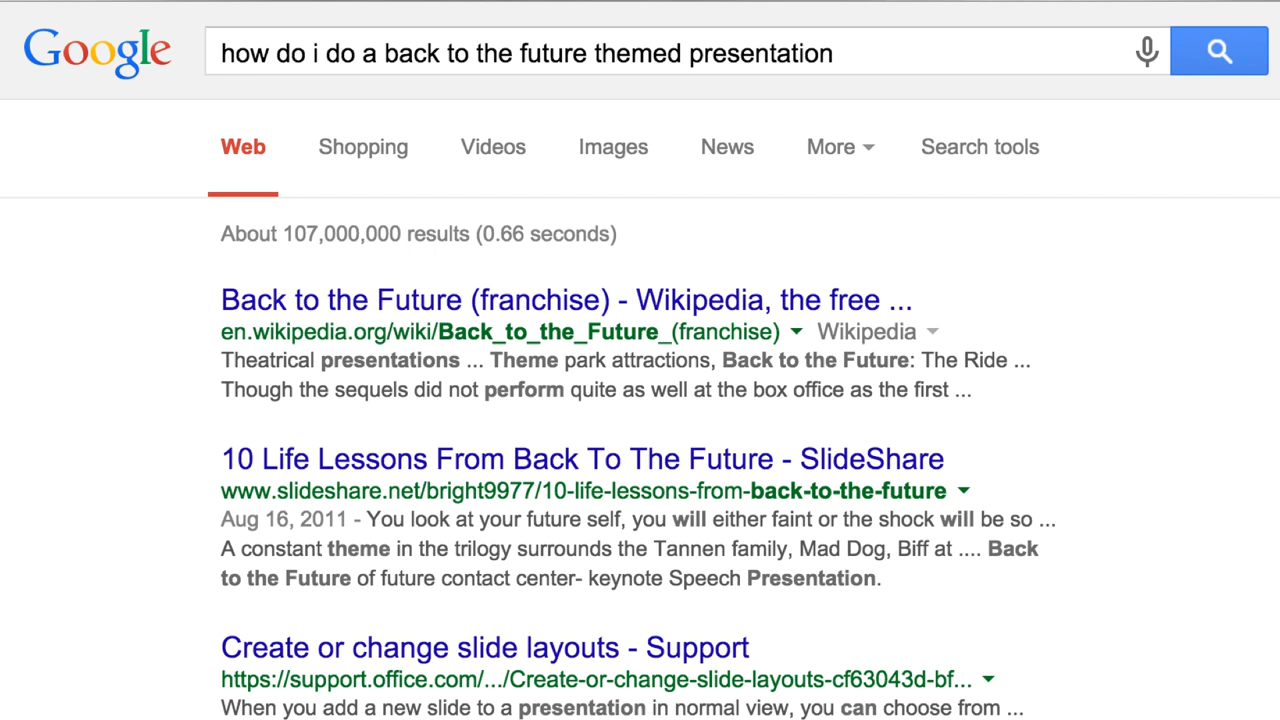 Google
how do i do a back to the future themed presentation
Web Shopping Videos Images News More Search tools
About 107,000,000 results (0.66 seconds)
Back to the Future (franchise) - Wikipedia, the free ...
en.wikipedia.org/wiki/Back_to_the_Future_(franchise) Wikipedia
Theatrical presentations ... Theme park attractions, Back to the Future: The Ride ...
Though the sequels did not perform quite as well at the box office as the first ...
10 Life Lessons From Back To The Future - SlideShare
www.slideshare.net/bright9977/10-life-lessons-from-back-to-the-future
Aug 16, 2011 - You look at your future self, you will either faint or the shock will be so ...
A constant theme in the trilogy surrounds the Tannen family, Mad Dog, Biff at .... Back
to the Future of future contact center- keynote Speech Presentation.
Create or change slide layouts - Support
https://support.office.com/.../Create-or-change-slide-layouts-cf63043d-bf...
When you add a new slide to a presentation in normal view, you can choose from ...